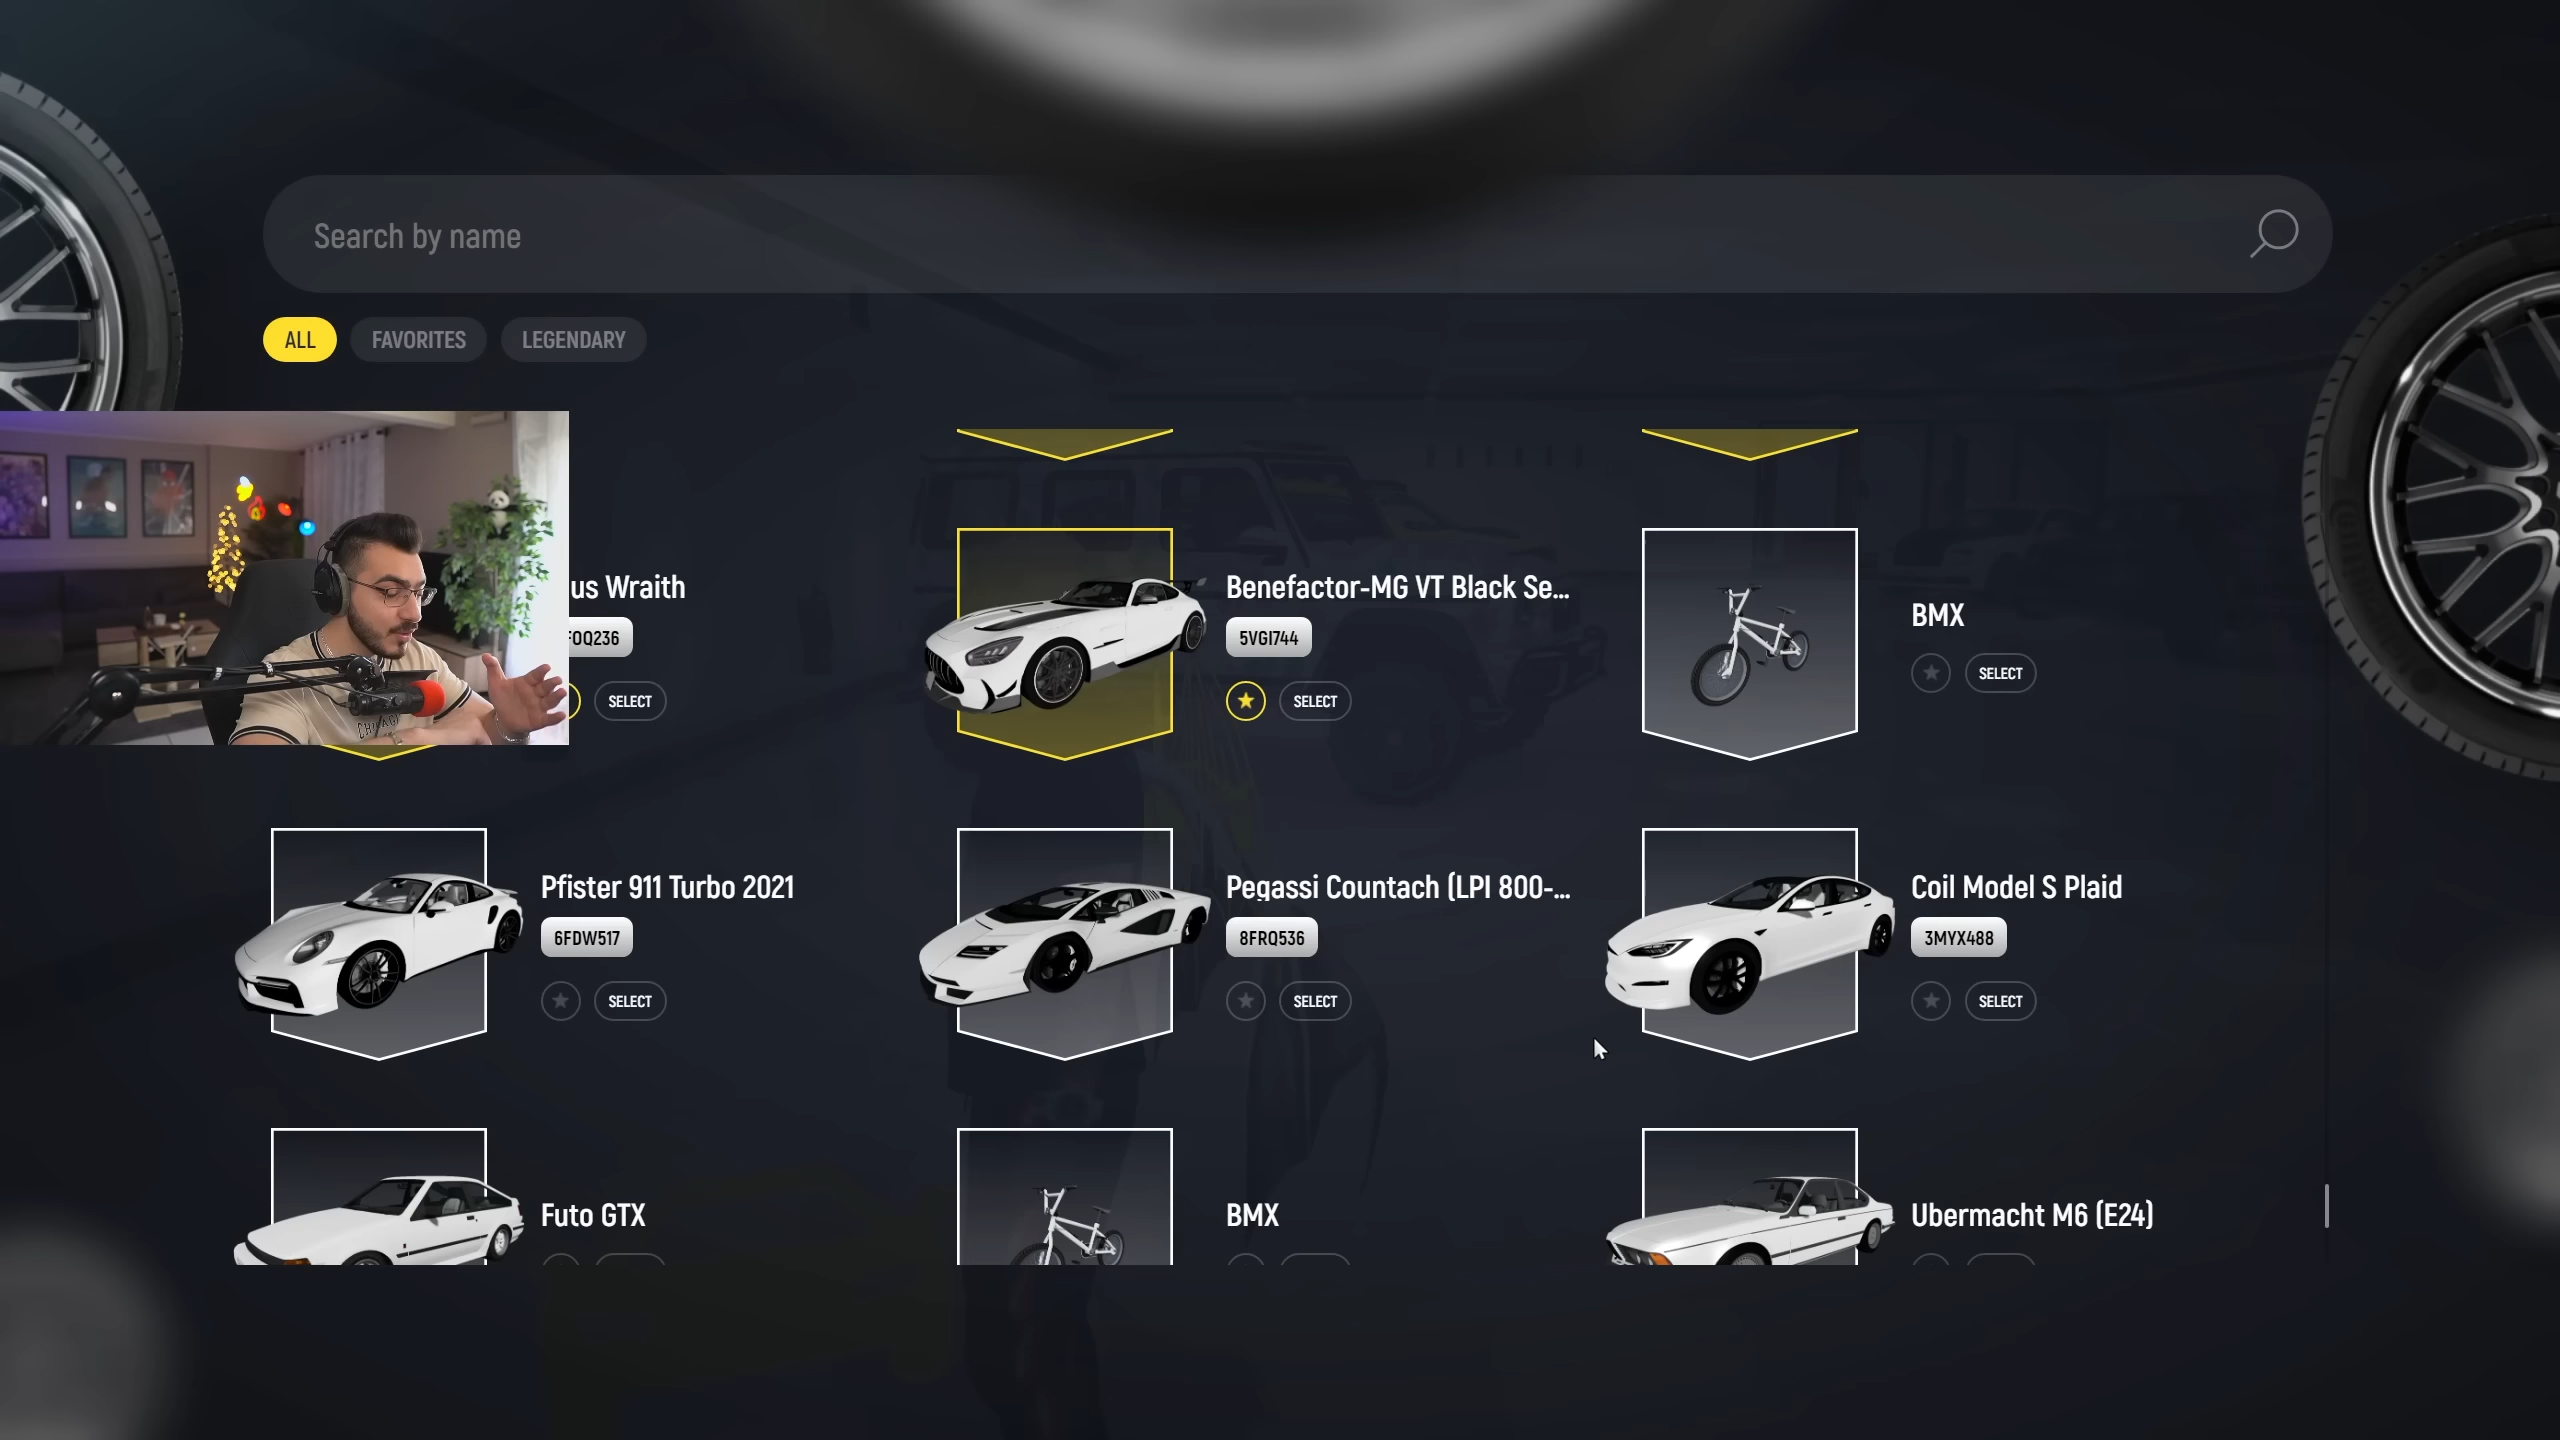 Search by name
ALL
FAVORITES
LEGENDARY
us Wraith
FOQ236
SELECT
Benefactor-MG VT Black Se...
5VGI744
SELECT
BMX
SELECT
Pfister 911 Turbo 2021
6FDW517
SELECT
Pegassi Countach (LPI 800-...
8FRQ536
SELECT
Coil Model S Plaid
3MYX488
SELECT
Futo GTX
BMX
Ubermacht M6 (E24)